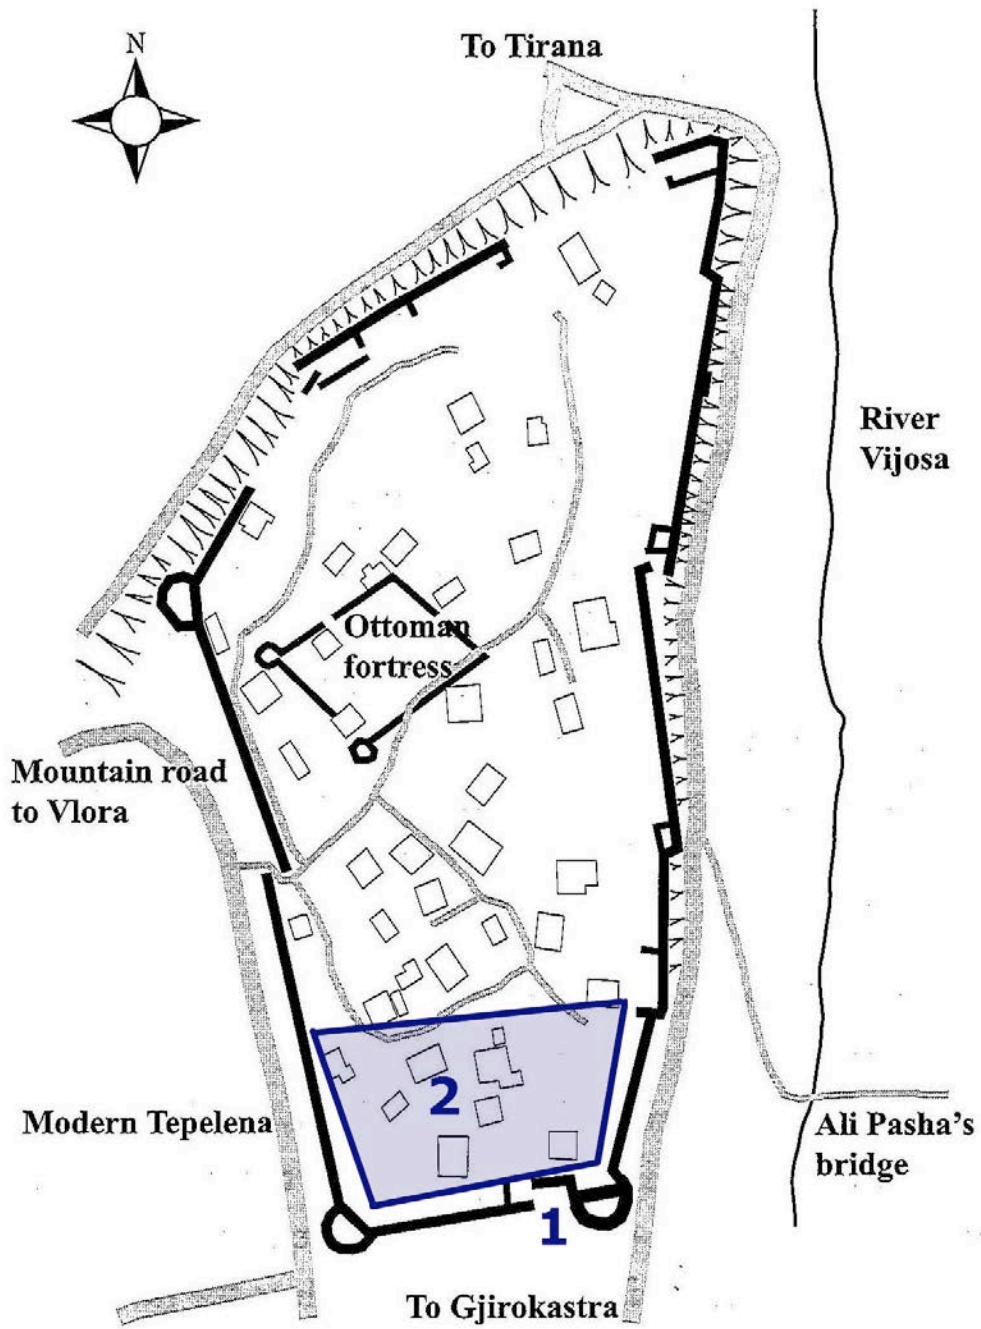 N
To Tirana
River
Vijosa
Ottoman
fortress
Mountain road
to Vlora
2
Modern Tepelena
Ali Pasha's
bridge
1
To Gjirokastra